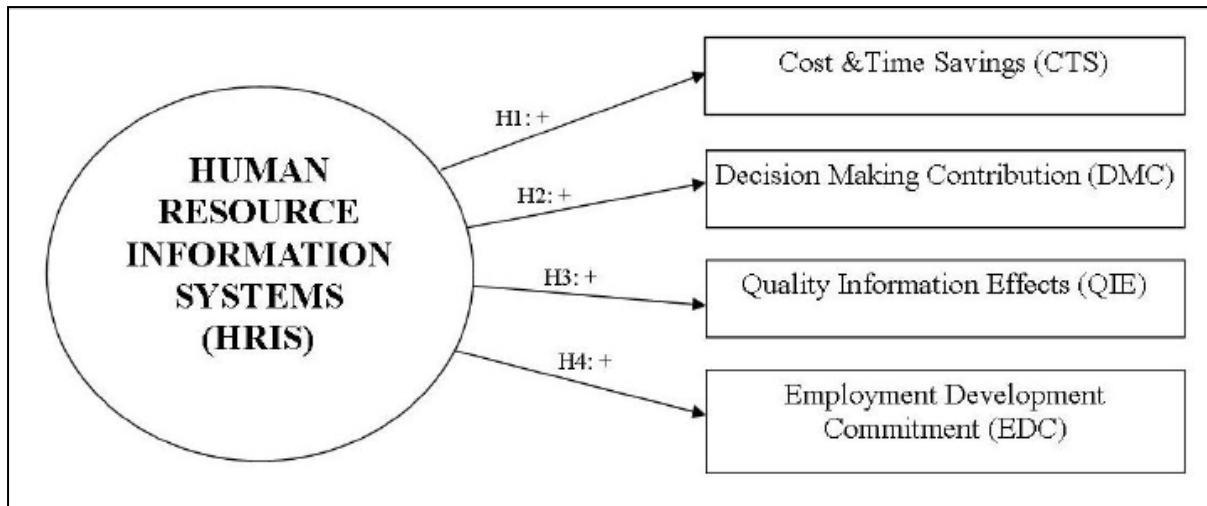 HUMAN
RESOURCE
INFORMATION
SYSTEMS
(HRIS)
H1: +
Cost &Time Savings (CTS)
H2: +
Decision Making Contribution (DMC)
H3: +
Quality Information Effects (QIE)
H4: +
Employment Development
Commitment (EDC)